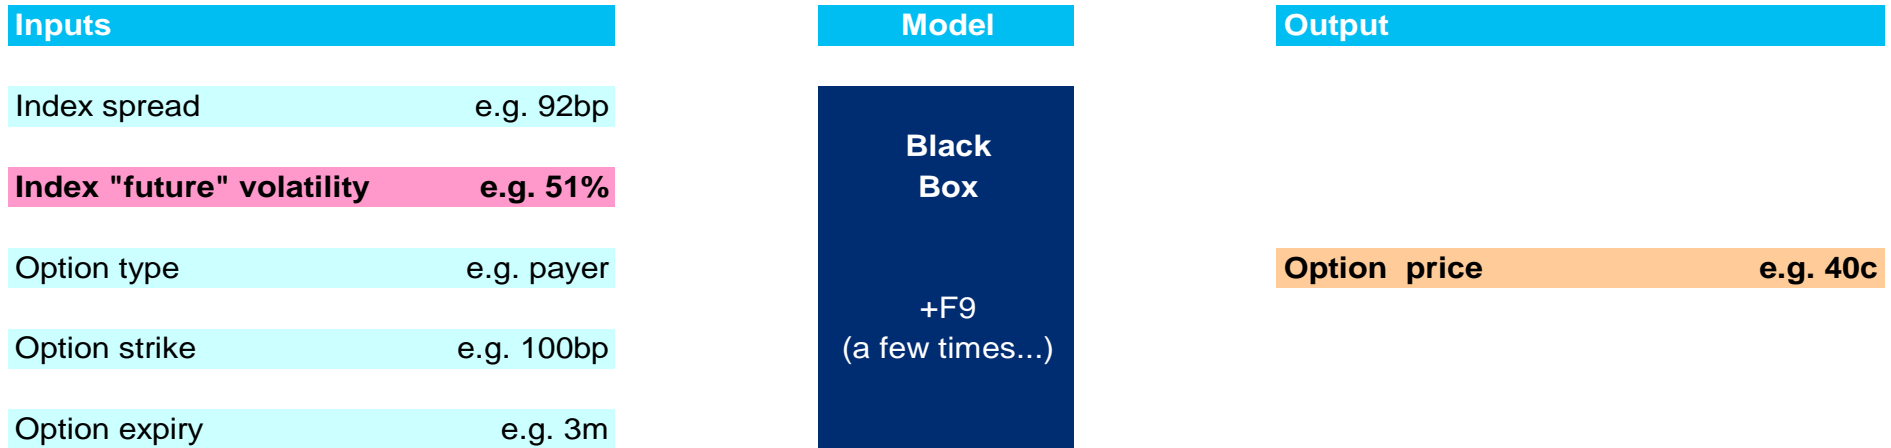 Inputs Model Output
Index spread e.g. 92bp
Black
Index "future" volatility e.g. 51% Box
Option type e.g. payer Option price e.g. 40c
+F9
Option strike e.g. 100bp (a few times...)
Option expiry e.g. 3m